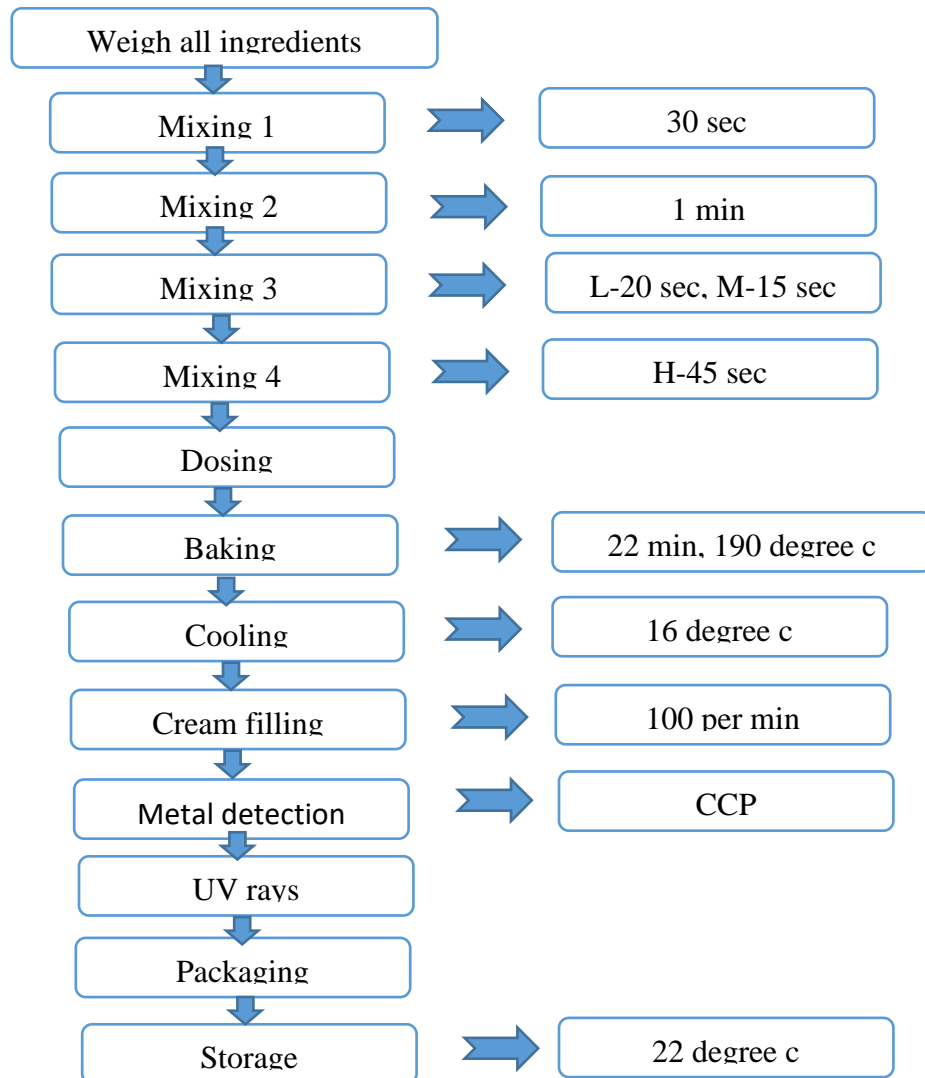 Weigh all ingredients
Mixing 1
30 sec
Mixing 2
1 min
Mixing 3
L-20 sec, M-15 sec
Mixing 4
H-45 sec
Dosing
Baking
22 min, 190 degree c
Cooling
16 degree c
Cream filling
100 per min
Metal detection
CCP
UV rays
Packaging
Storage
22 degree c